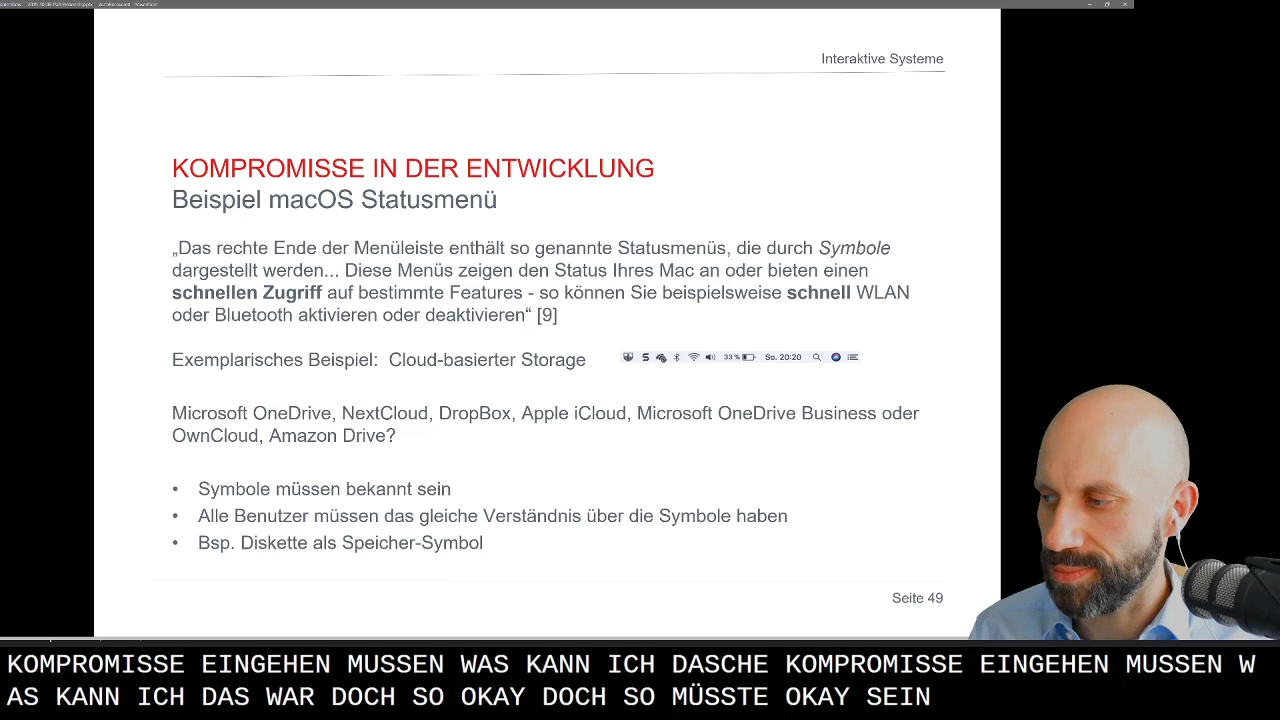 Interaktive Systeme
KOMPROMISSE IN DER ENTWICKLUNG
Beispiel macOS Statusmenü
„Das rechte Ende der Menüleiste enthält so genannte Statusmenüs, die durch Symbole
dargestellt werden... Diese Menüs zeigen den Status Ihres Mac an oder bieten einen
schnellen Zugriff auf bestimmte Features - so können Sie beispielsweise schnell WLAN
oder Bluetooth aktivieren oder deaktivieren“ [9]
Exemplarisches Beispiel: Cloud-basierter Storage
33 % So. 20:20
Microsoft OneDrive, NextCloud, DropBox, Apple iCloud, Microsoft OneDrive Business oder
OwnCloud, Amazon Drive?
• Symbole müssen bekannt sein
• Alle Benutzer müssen das gleiche Verständnis über die Symbole haben
• Bsp. Diskette als Speicher-Symbol
Seite 49
KOMPROMISSE EINGEHEN MUSSEN WAS KANN ICH DASCHE KOMPROMISSE EINGEHEN MUSSEN W
AS KANN ICH DAS WAR DOCH SO OKAY DOCH SO MÜSSTE OKAY SEIN